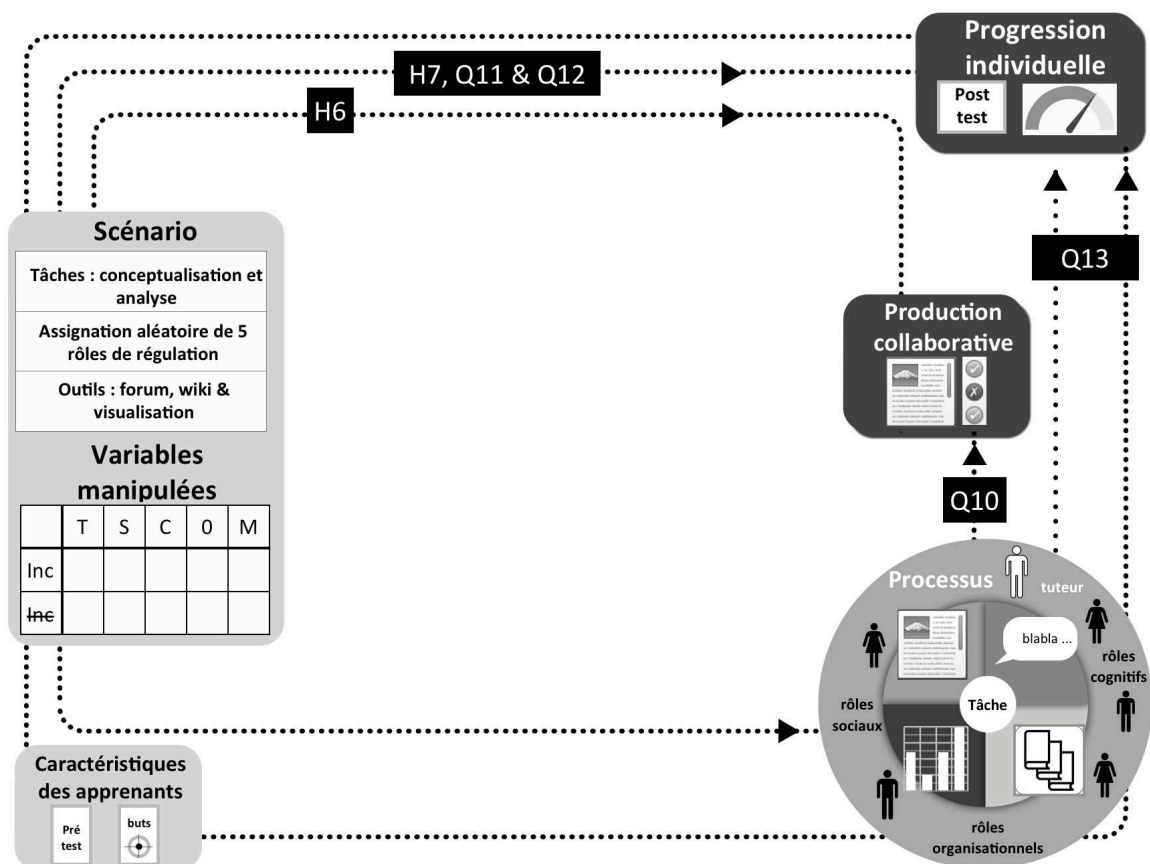 Progression
individuelle
Post
test
H7, Q11 & Q12
H6
Scénario
Tâches : conceptualisation et
analyse
Assignation aléatoire de 5
rôles de régulation
Outils : forum, wiki &
visualisation
Variables
manipulées
T S C 0 M
Inc
Inc
Q13
Production
collaborative
Q10
Processus
tuteur
blabla ...
rôles
cognitifs
Tâche
rôles
sociaux
rôles
organisationnels
Caractéristiques
des apprenants
Pré
test
buts